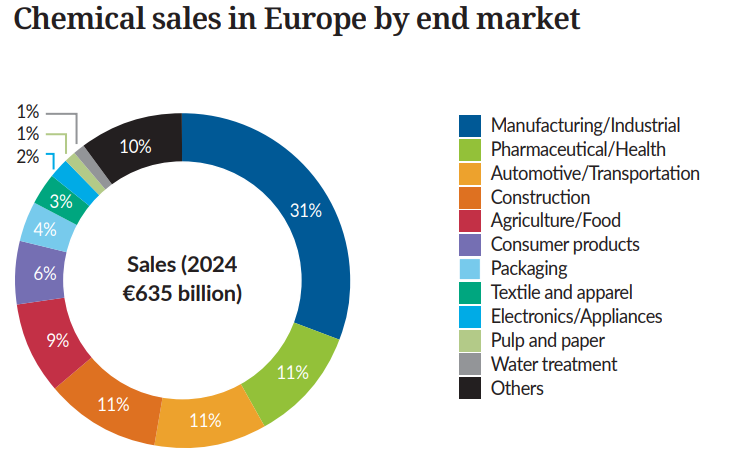 Chemical sales in Europe by end market
1%
1%
2%
3%
4%
6%
9%
11%
11%
11%
31%
10%
Sales (2024
€635 billion)
Manufacturing/Industrial
Pharmaceutical/Health
Automotive/Transportation
Construction
Agriculture/Food
Consumer products
Packaging
Textile and apparel
Electronics/Appliances
Pulp and paper
Water treatment
Others